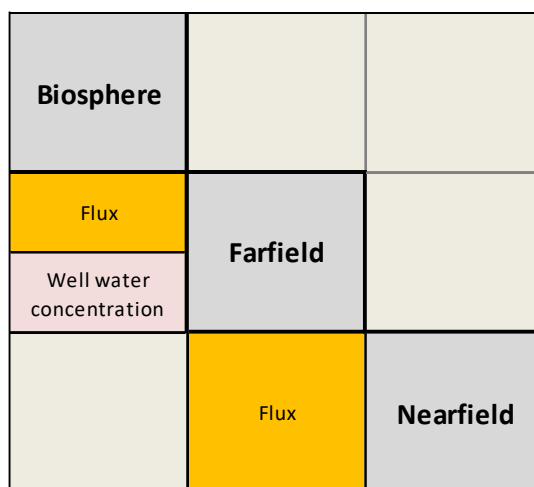 Biosphere
Flux
Well water
concentration
Farfield
Flux
Nearfield